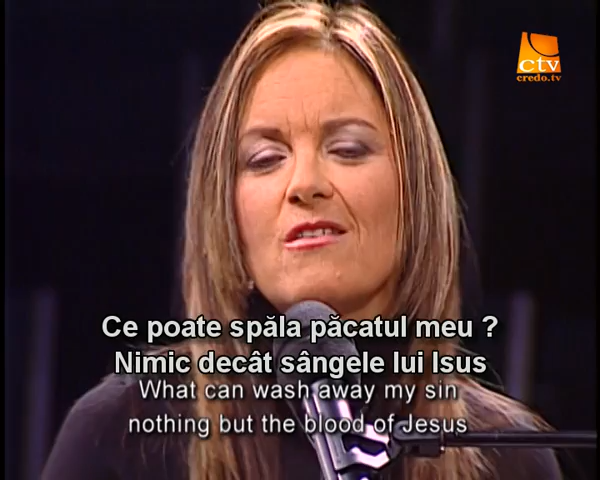 ctv
credo.tv
Ce poate spăla păcatul meu ?
Nimic decât sângele lui Isus
What can wash away my sin
nothing but the blood of Jesus